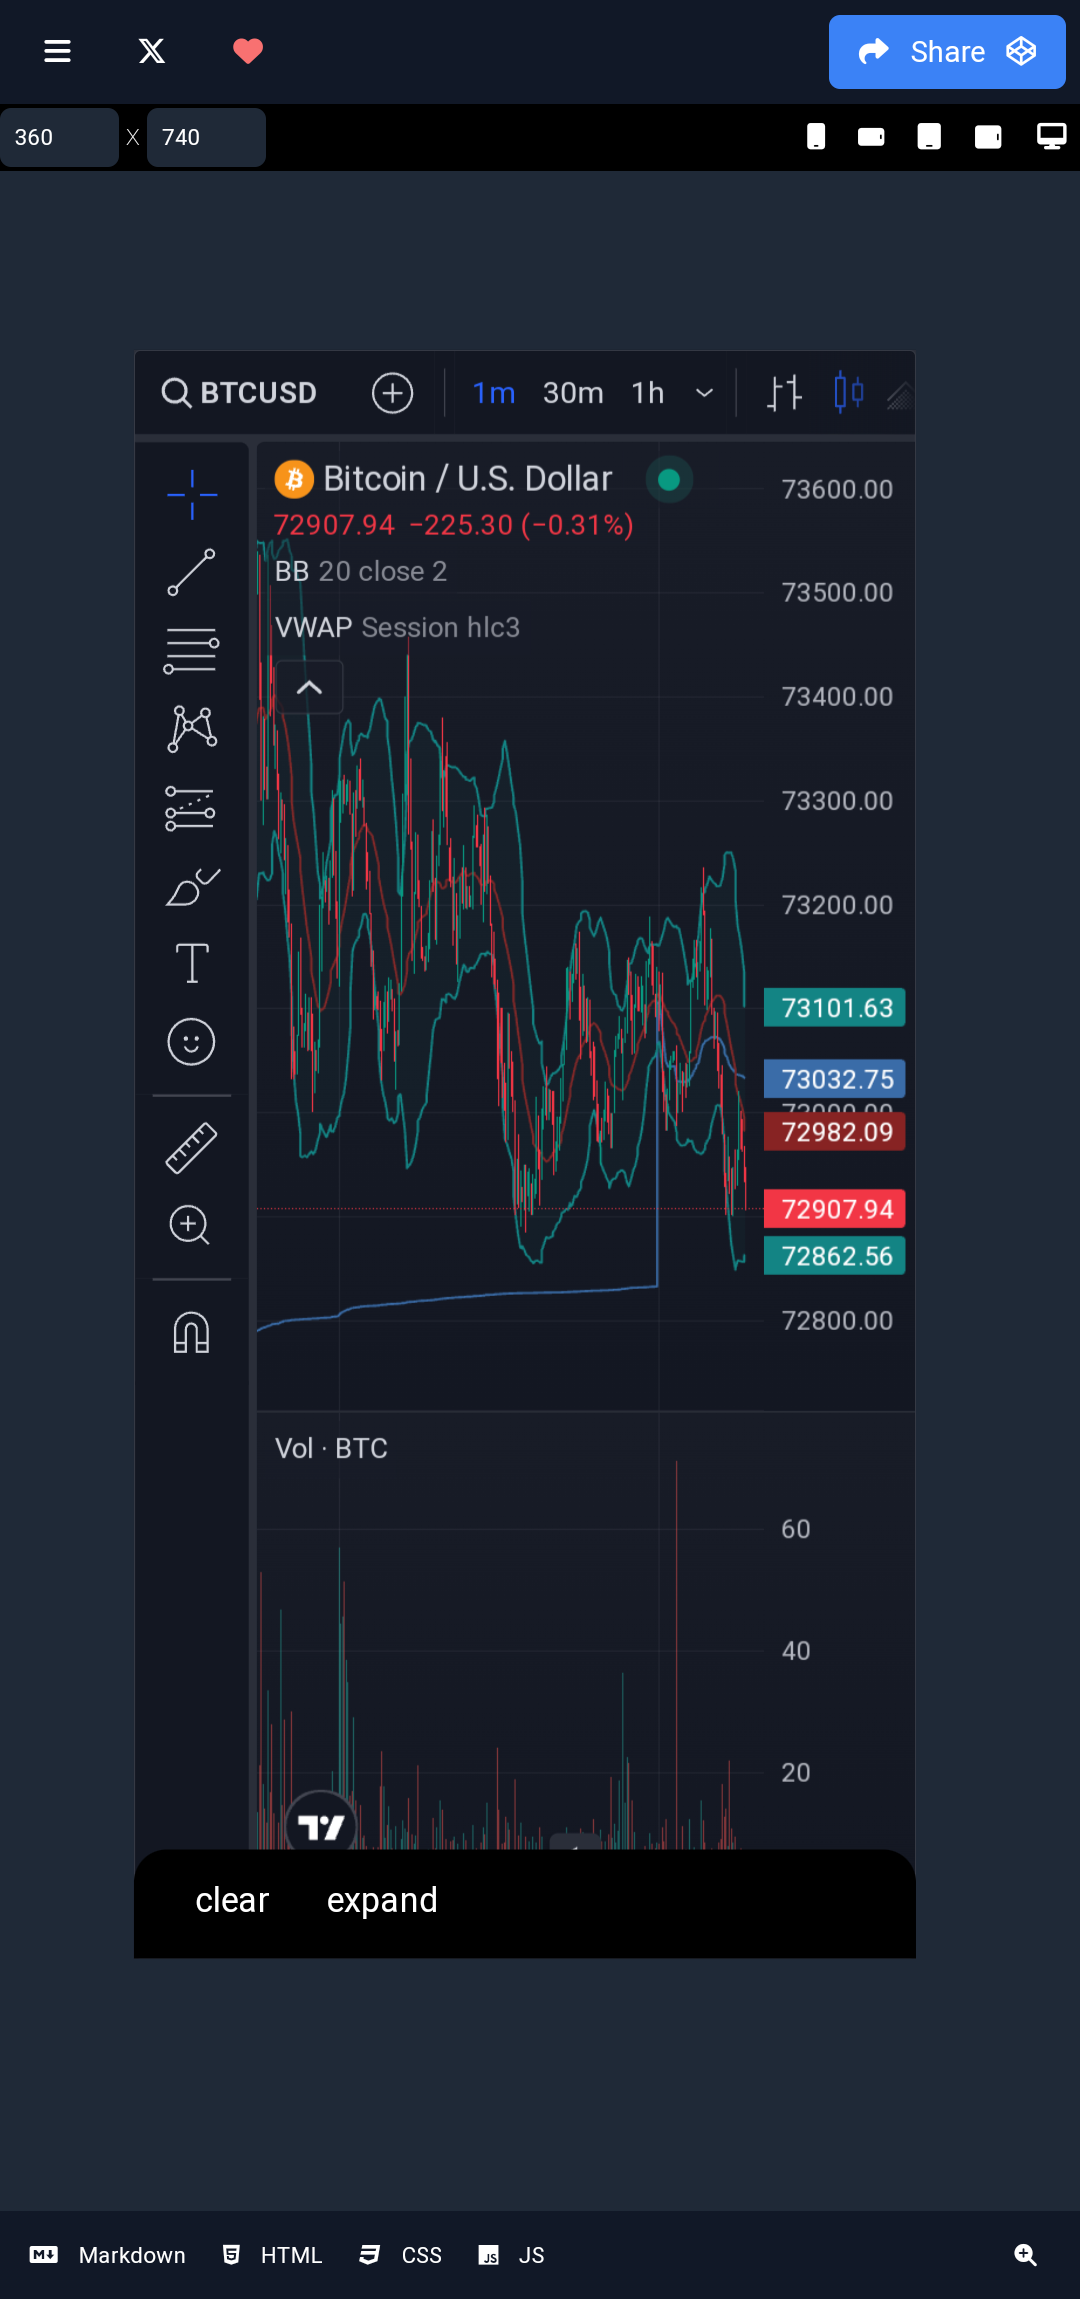 Share
360 X 740
BTCUSD 1m 30m 1h
Bitcoin / U.S. Dollar
72907.94 −225.30 (−0.31%)
BB 20 close 2
VWAP Session hlc3
73600.00
73500.00
73400.00
73300.00
73200.00
73101.63
73032.75
72982.09
72907.94
72862.56
72800.00
Vol · BTC
60
40
20
clear expand
Markdown HTML CSS JS